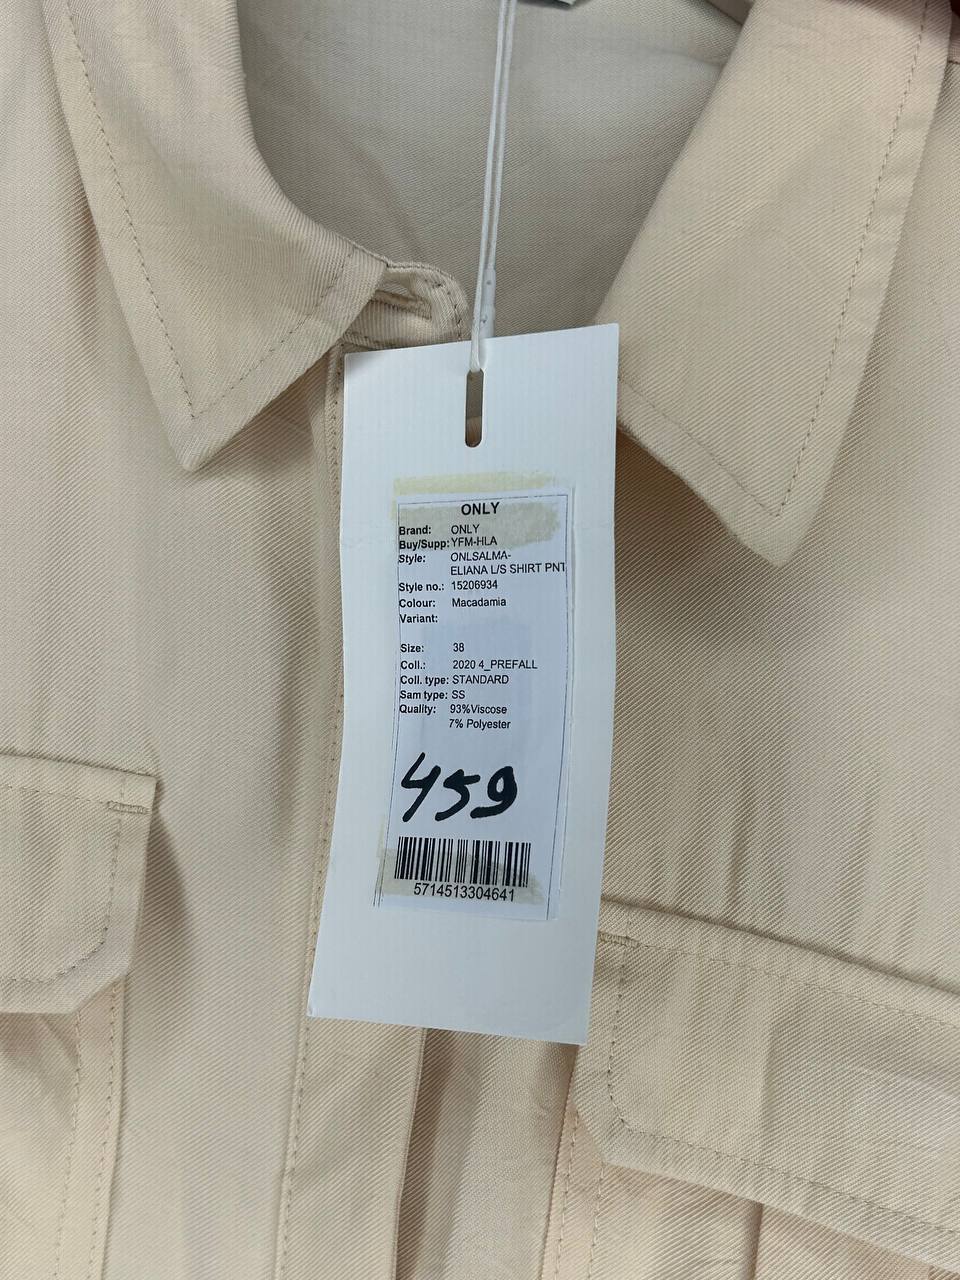 ONLY
Brand: ONLY
Buy/Supp: YFM-HLA
Style: ONLSALMA-
ELIANA L/S SHIRT PNT
Style no.: 15206934
Colour: Macadamia
Variant:
Size: 38
Coll.: 2020 4_PREFALL
Coll. type: STANDARD
Sam type: SS
Quality: 93%Viscose
7% Polyester
459
5714513304641